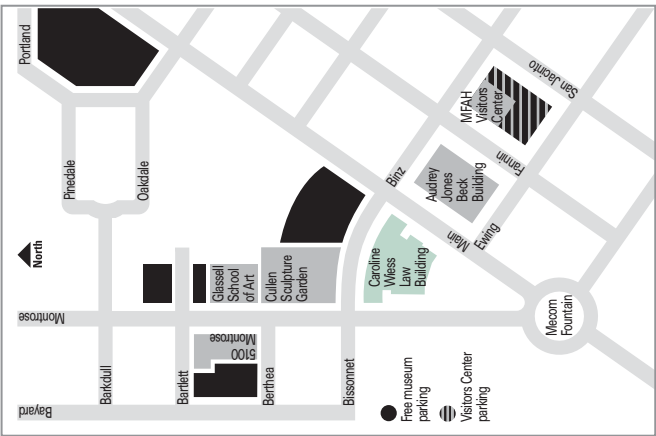 Portland
San Jacinto
MFAH
Visitors
Center
Pinedale
Oakdale
Binz
Fannin
Audrey
Jones
Beck
Building
North
Main
Ewing
Glassell
School
of Art
Cullen
Sculpture
Garden
Caroline
Wiess
Law
Building
Montrose
5100
Montrose
Mecom
Fountain
Barkdull
Bartlett
Berthea
Bissonnet
Bayard
Free museum
parking
Visitors Center
parking